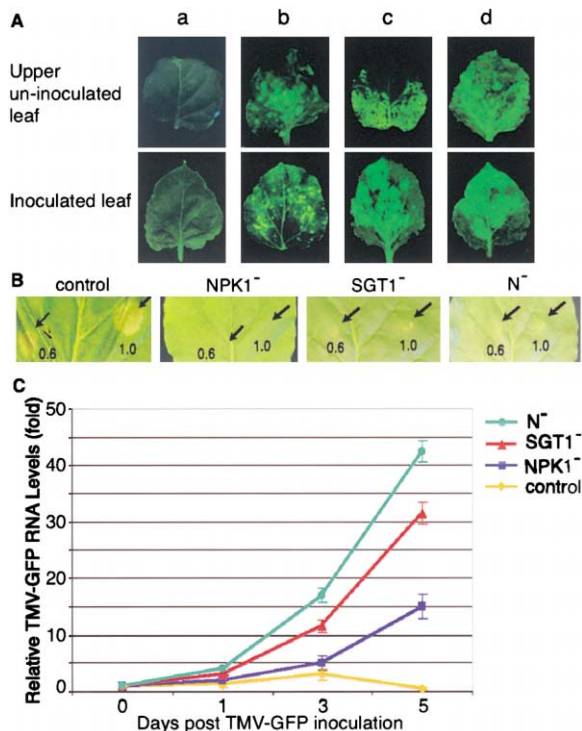 A
a b c d
Upper
un-inoculated
leaf
Inoculated leaf
B
control NPK1⁻ SGT1⁻ N⁻
0.6 1.0 0.6 1.0 0.6 1.0 0.6 1.0
C
Relative TMV-GFP RNA Levels (fold)
50
40
30
20
10
0
0 1 3 5
Days post TMV-GFP inoculation
N⁻
SGT1⁻
NPK1⁻
control